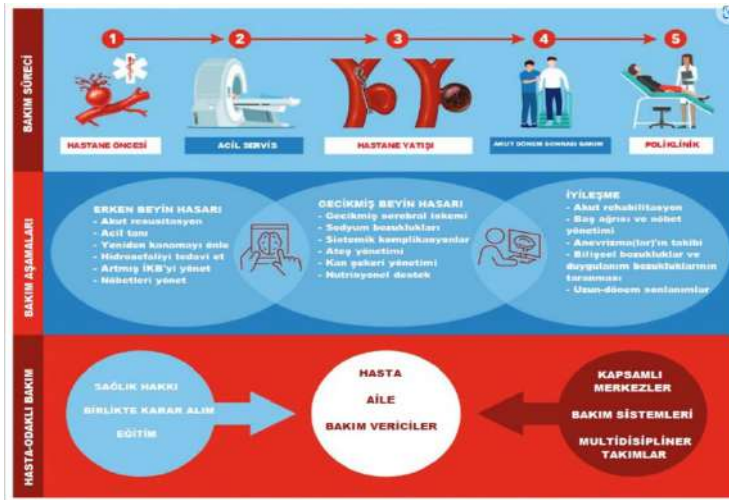 BAKIM SÜRECİ
1
2
3
4
5
HASTANE ÖNCESİ
ACİL SERVİS
HASTANE YATIŞI
AKUT DÖNEM SONRASI BAKIM
POLİKLİNİK
BAKIM AŞAMALARI
ERKEN BEYİN HASARI
- Akut resusitasyon
- Acil tanı
- Yeniden kanamayı önle
- Hidrosefaliyi tedavi et
- Artmış İKB'yi yönet
- Nöbetleri yönet
GECİKMİŞ BEYİN HASARI
- Gecikmiş serebral iskemi
- Sodyum bozuklukları
- Sistemik komplikasyonlar
- Ateş yönetimi
- Kan şekeri yönetimi
- Nutrisyonel destek
İYİLEŞME
- Akut rehabilitasyon
- Baş ağrısı ve nöbet
yönetimi
- Anevrizma(lar)ın takibi
- Bilişsel bozukluklar ve
duygulanım bozukluklarının
taranması
- Uzun-dönem sonlanımlar
HASTA-ODAKLI BAKIM
SAĞLIK HAKKI
BİRLİKTE KARAR ALIM
EĞİTİM
HASTA
AİLE
BAKIM VERİCİLER
KAPSAMLI
MERKEZLER
BAKIM SİSTEMLERİ
MULTİDİSİPLİNER
TAKIMLAR